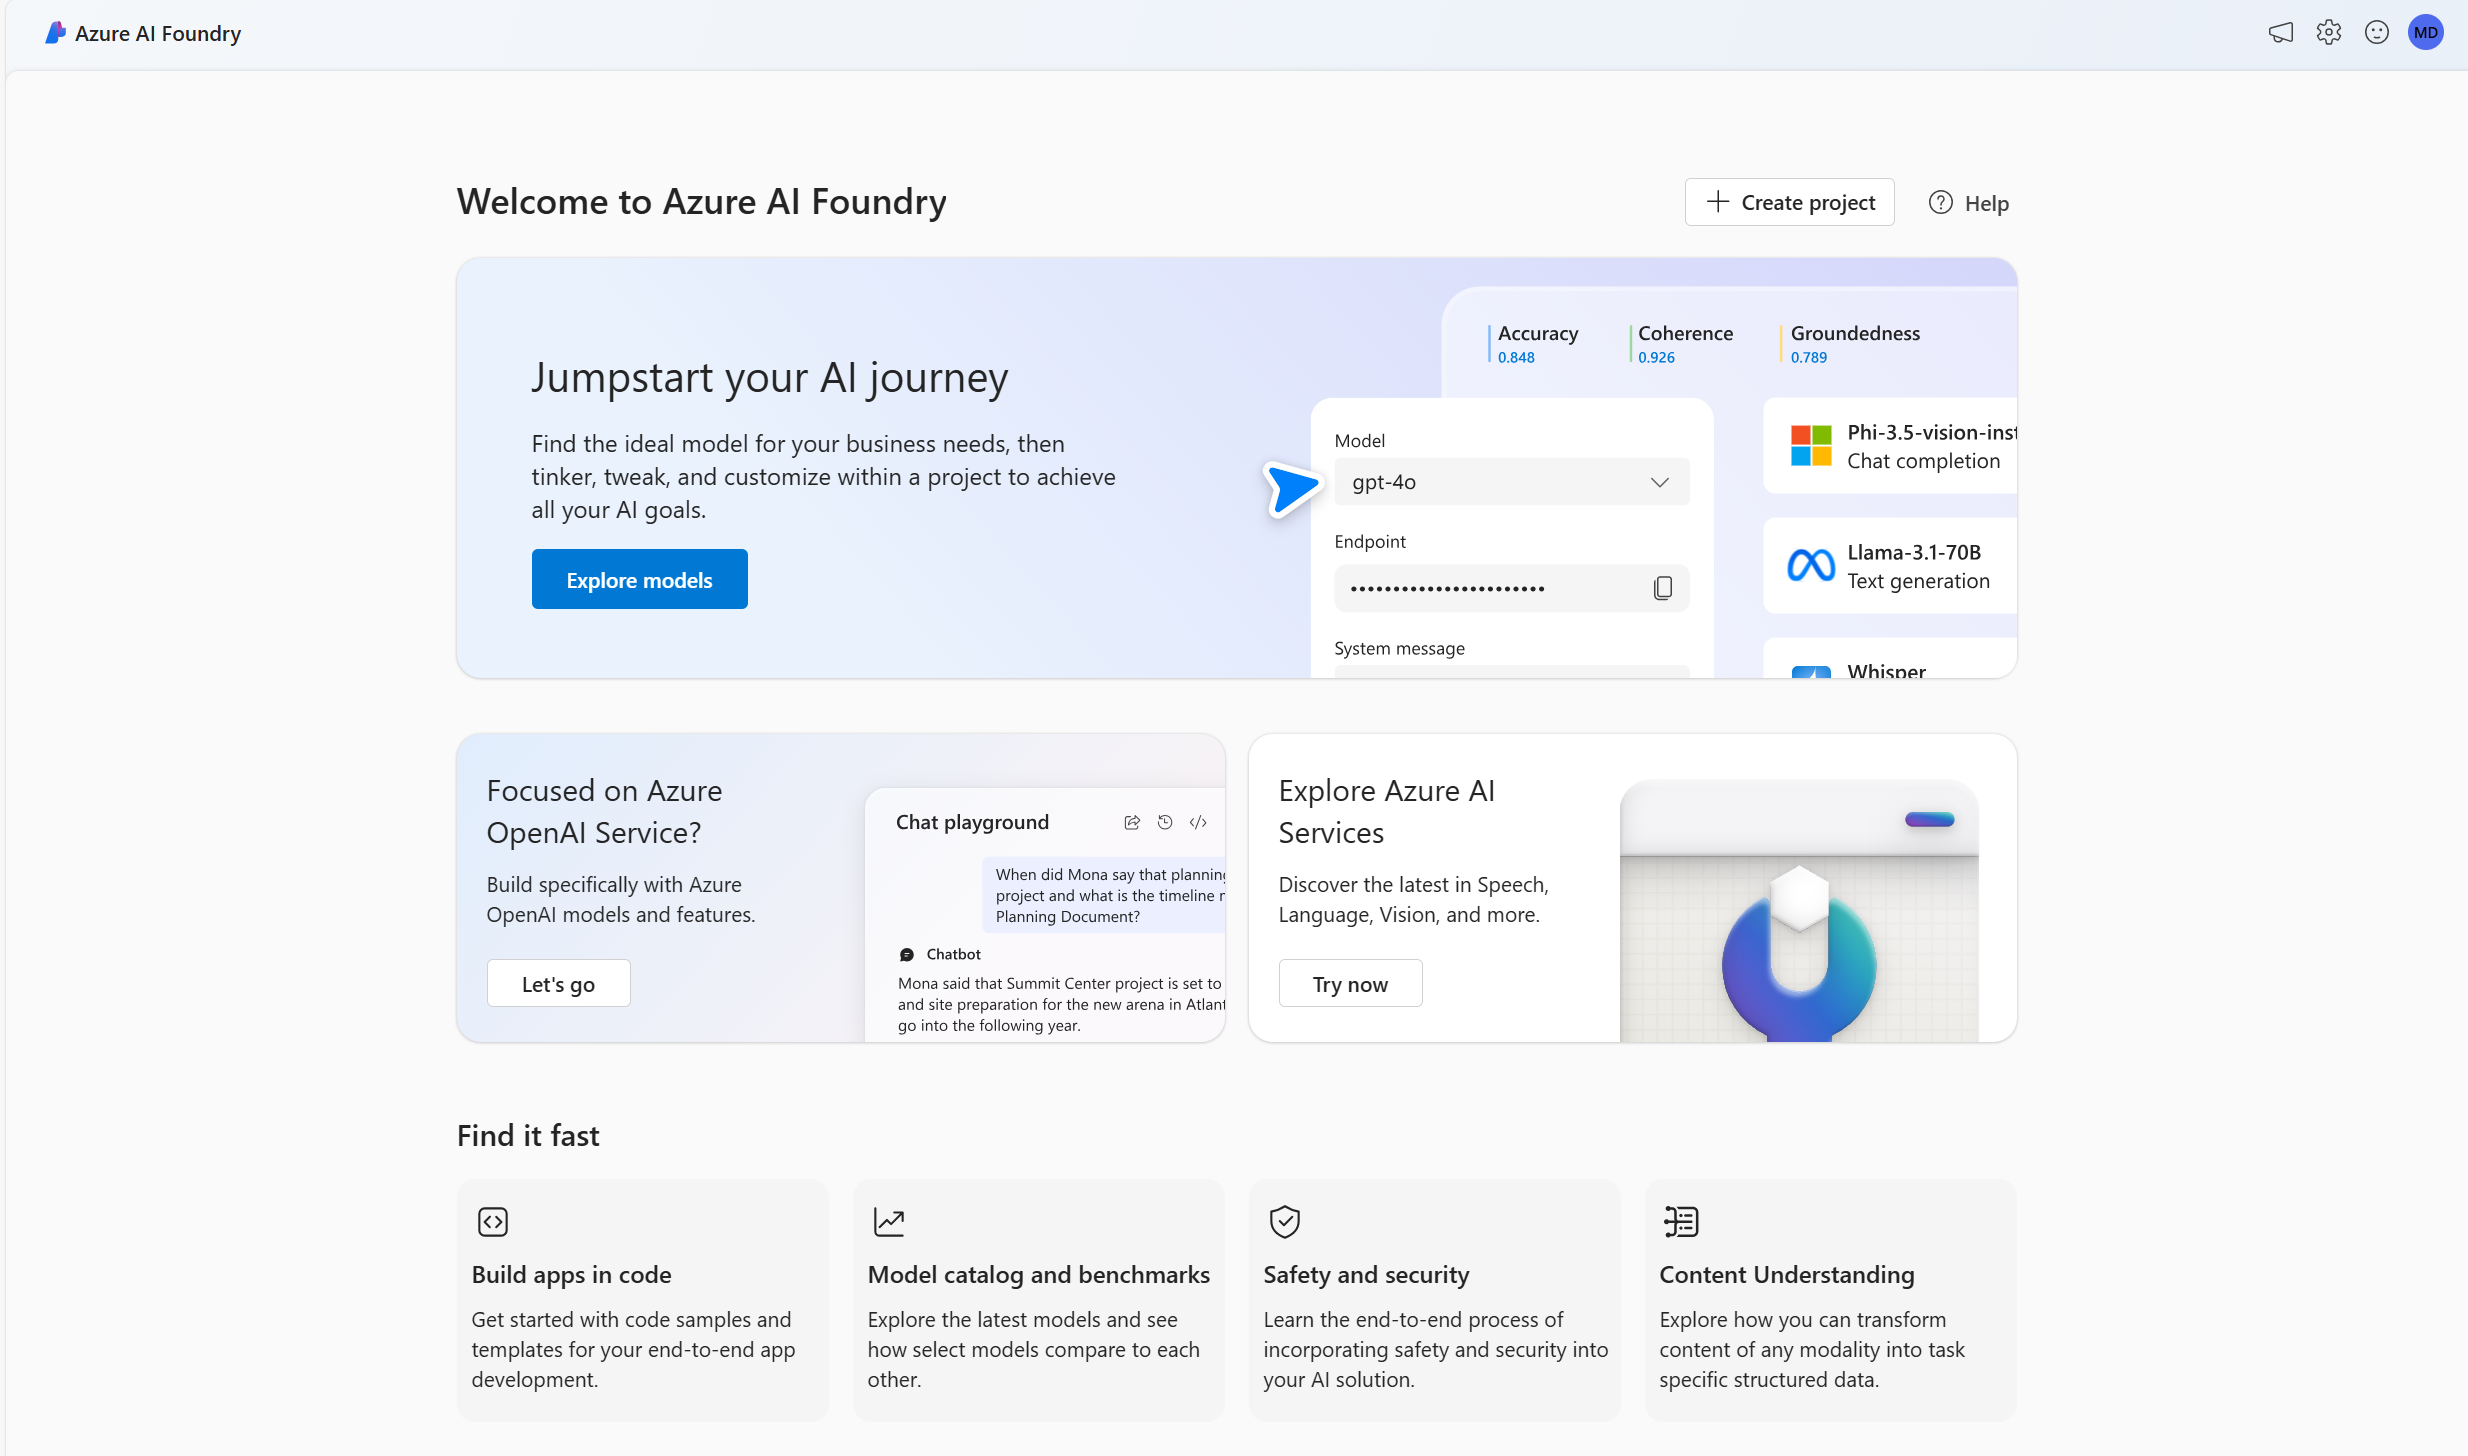 Azure AI Foundry
MD
Welcome to Azure AI Foundry
Create project
Help
Jumpstart your AI journey
Find the ideal model for your business needs, then
tinker, tweak, and customize within a project to achieve
all your AI goals.
Explore models
Accuracy
0.848
Coherence
0.926
Groundedness
0.789
Model
gpt-4o
Endpoint
System message
Phi-3.5-vision-inst
Chat completion
Llama-3.1-70B
Text generation
Whisper
Focused on Azure
OpenAI Service?
Build specifically with Azure
OpenAI models and features.
Let's go
Chat playground
When did Mona say that planning
project and what is the timeline
Planning Document?
Chatbot
Mona said that Summit Center project is set to
and site preparation for the new arena in Atlant
go into the following year.
Explore Azure AI
Services
Discover the latest in Speech,
Language, Vision, and more.
Try now
Find it fast
Build apps in code
Get started with code samples and
templates for your end-to-end app
development.
Model catalog and benchmarks
Explore the latest models and see
how select models compare to each
other.
Safety and security
Learn the end-to-end process of
incorporating safety and security into
your AI solution.
Content Understanding
Explore how you can transform
content of any modality into task
specific structured data.